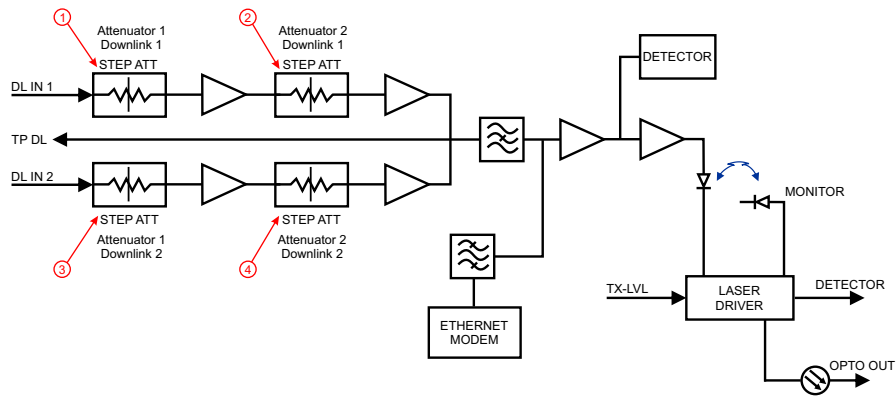 1
Attenuator 1
Downlink 1
STEP ATT
2
Attenuator 2
Downlink 1
STEP ATT
DETECTOR
DL IN 1
TP DL
DL IN 2
STEP ATT
Attenuator 1
Downlink 2
3
STEP ATT
Attenuator 2
Downlink 2
4
MONITOR
ETHERNET
MODEM
TX-LVL
LASER
DRIVER
DETECTOR
OPTO OUT